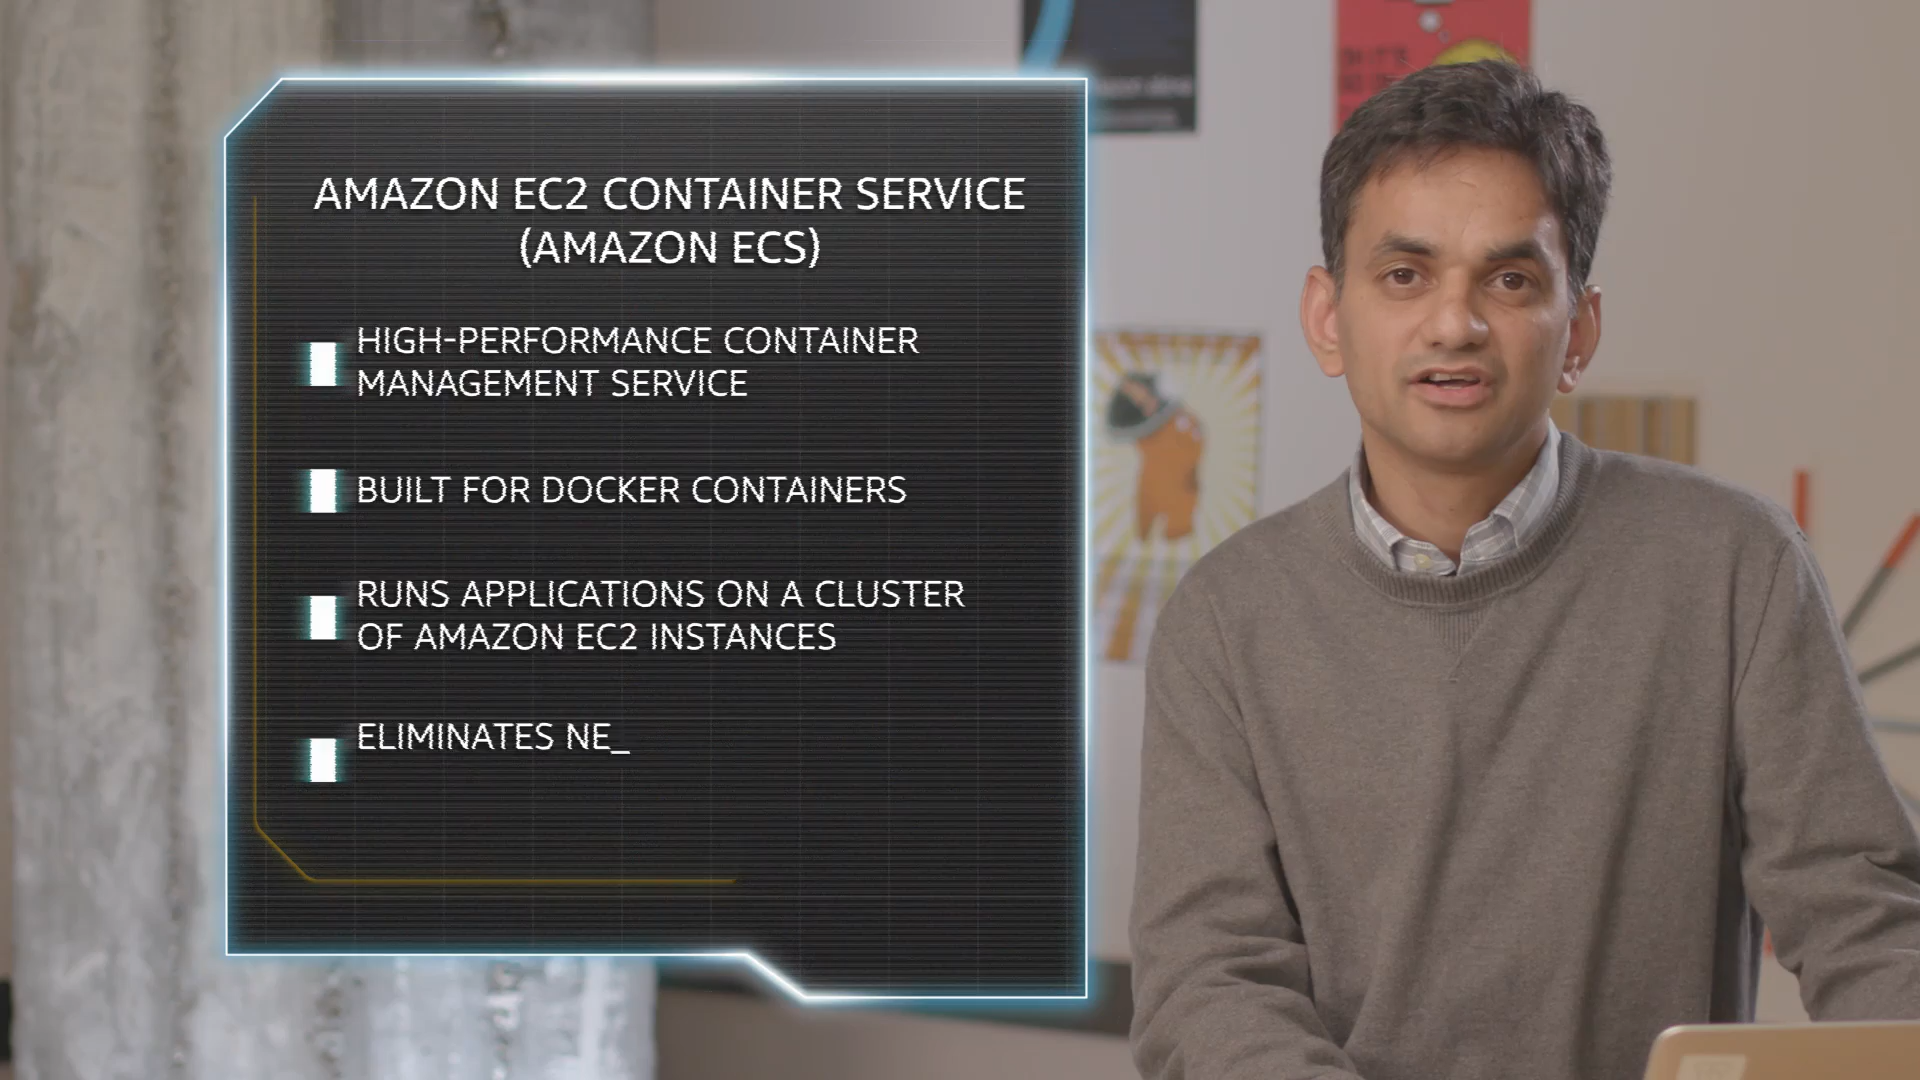 AMAZON EC2 CONTAINER SERVICE
(AMAZON ECS)
HIGH-PERFORMANCE CONTAINER
MANAGEMENT SERVICE
BUILT FOR DOCKER CONTAINERS
RUNS APPLICATIONS ON A CLUSTER
OF AMAZON EC2 INSTANCES
ELIMINATES NE_